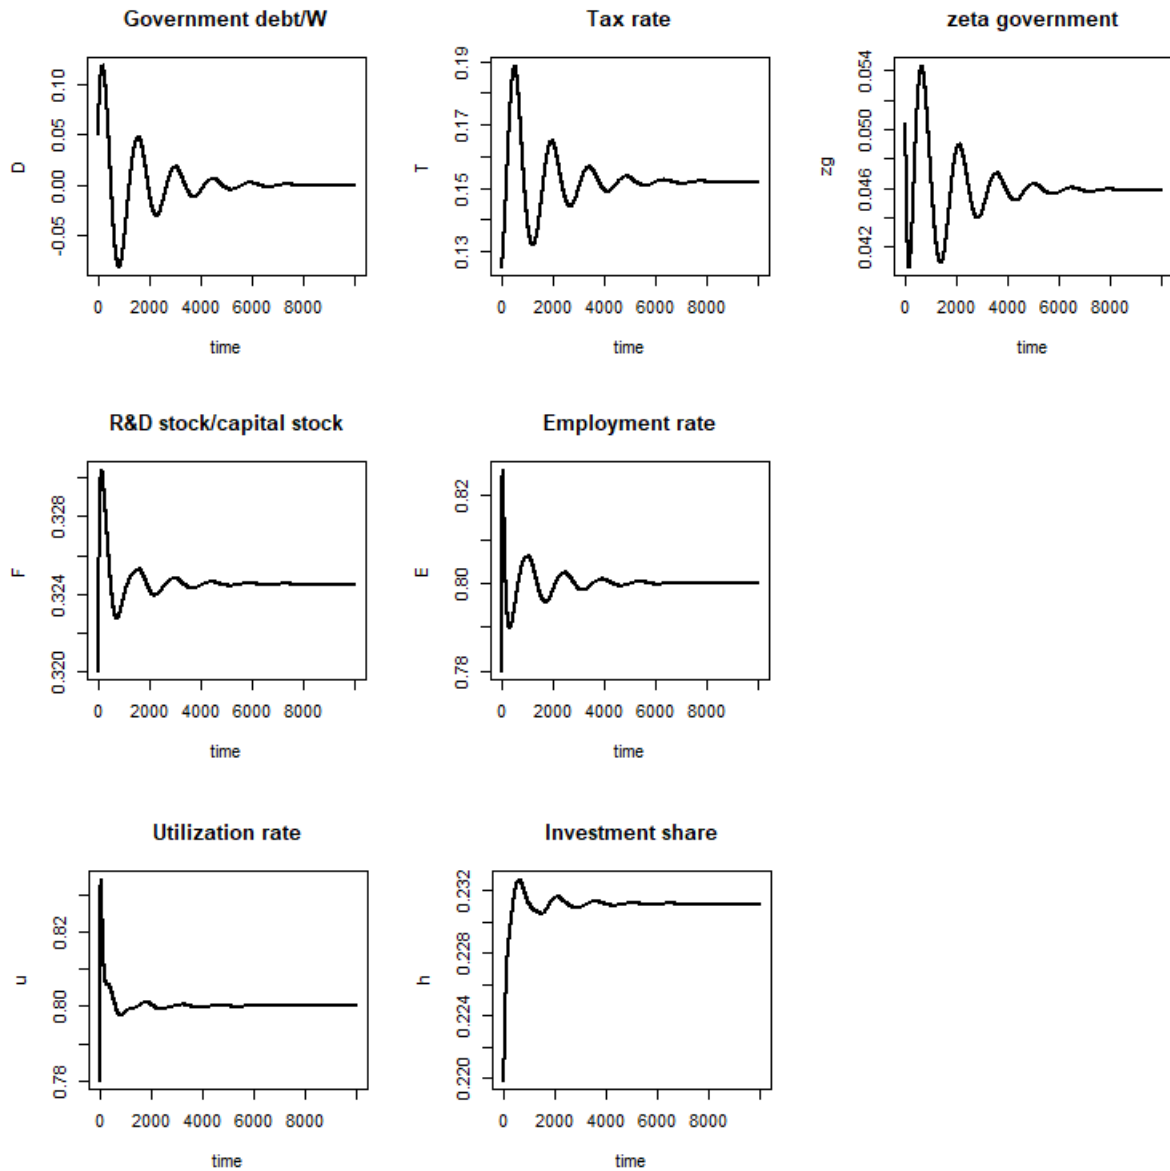 Government debt/W
D
-0.05 0.00 0.05 0.10
0 2000 4000 6000 8000
time
Tax rate
T
0.13 0.15 0.17 0.19
0 2000 4000 6000 8000
time
zeta government
zg
0.042 0.046 0.050 0.054
0 2000 4000 6000 8000
time
R&D stock/capital stock
F
0.320 0.324 0.328
0 2000 4000 6000 8000
time
Employment rate
E
0.78 0.80 0.82
0 2000 4000 6000 8000
time
Utilization rate
u
0.78 0.80 0.82
0 2000 4000 6000 8000
time
Investment share
h
0.220 0.224 0.228 0.232
0 2000 4000 6000 8000
time